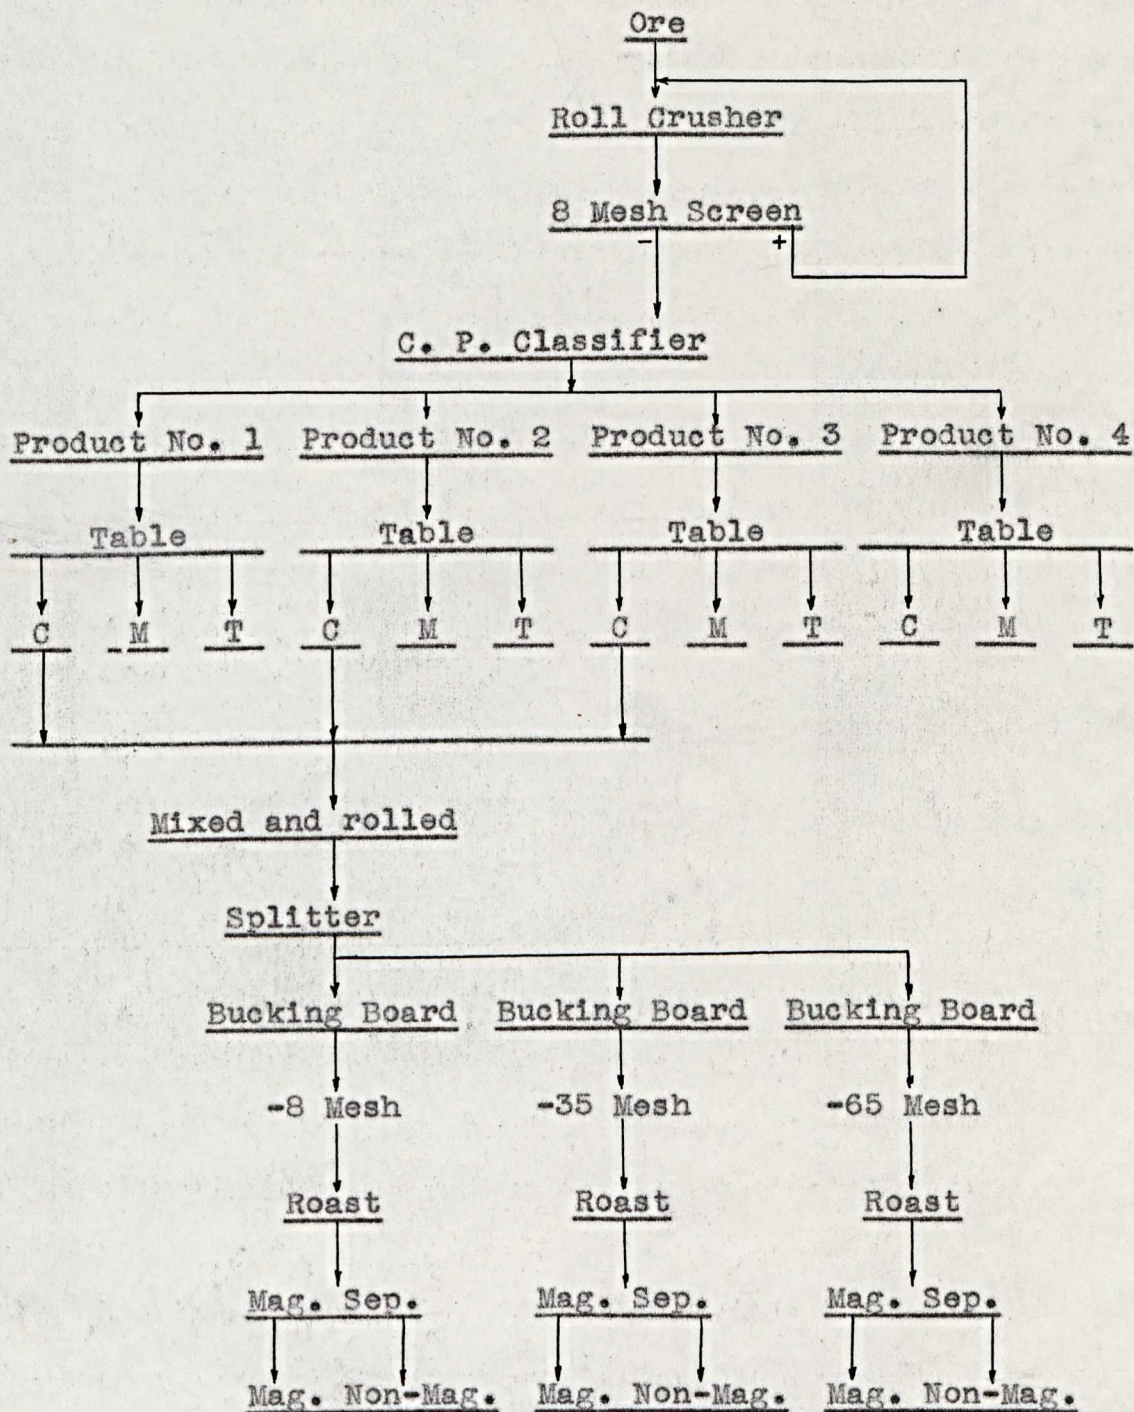 Ore
Roll Crusher
8 Mesh Screen
- +
C. P. Classifier
Product No. 1 Product No. 2 Product No. 3 Product No. 4
Table Table Table Table
C M T C M T C M T C M T
Mixed and rolled
Splitter
Bucking Board Bucking Board Bucking Board
-8 Mesh -35 Mesh -65 Mesh
Roast Roast Roast
Mag. Sep. Mag. Sep. Mag. Sep.
Mag. Non-Mag. Mag. Non-Mag. Mag. Non-Mag.